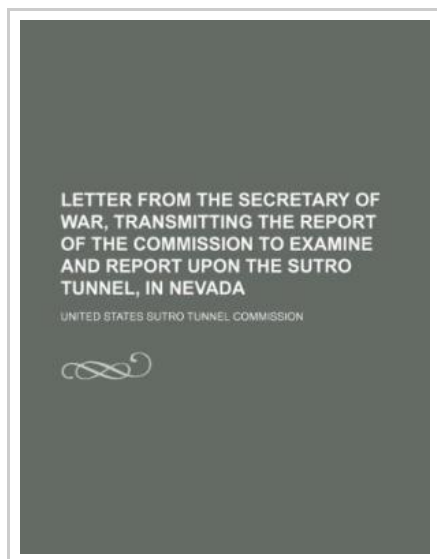 LETTER FROM THE SECRETARY OF
WAR, TRANSMITTING THE REPORT
OF THE COMMISSION TO EXAMINE
AND REPORT UPON THE SUTRO
TUNNEL, IN NEVADA
UNITED STATES SUTRO TUNNEL COMMISSION